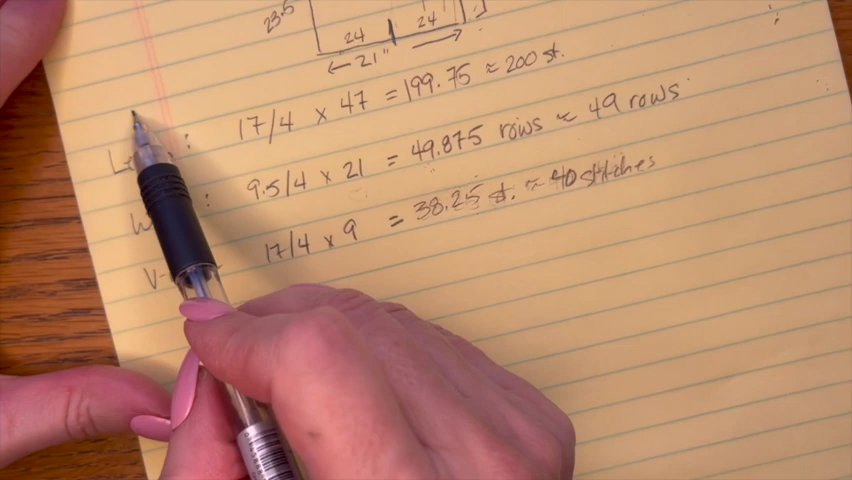 23.5
24 24
21"
17/4 x 47 = 199.75 ≈ 200 st.
9.5/4 x 21 = 49.875 rows ≈ 49 rows
17/4 x 9 = 38.25 st. ≈ 40 stitches